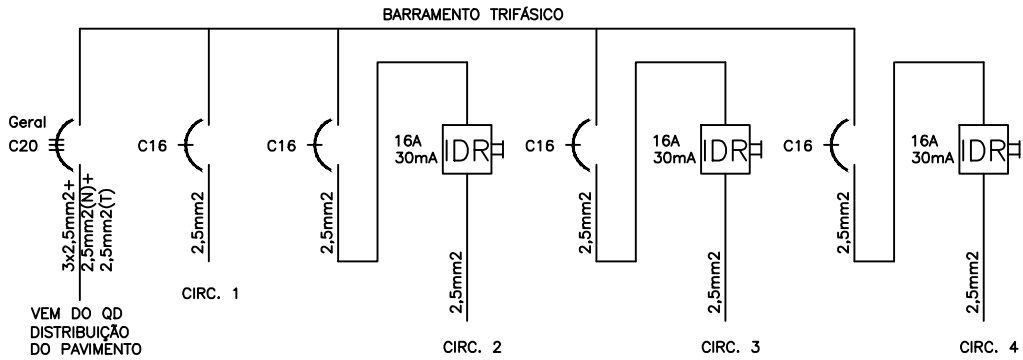 BARRAMENTO TRIFÁSICO
Geral
C20
3x2,5mm2+
2,5mm2(N)+
2,5mm2(T)
VEM DO QD
DISTRIBUIÇÃO
DO PAVIMENTO
C16
2,5mm2
CIRC. 1
C16
2,5mm2
16A
30mA
IDR
2,5mm2
CIRC. 2
C16
2,5mm2
16A
30mA
IDR
2,5mm2
CIRC. 3
C16
2,5mm2
16A
30mA
IDR
2,5mm2
CIRC. 4